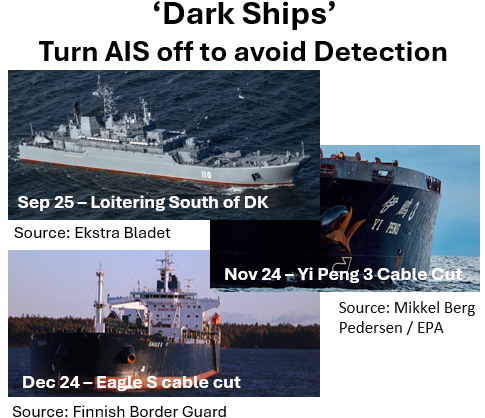 ‘Dark Ships’
Turn AIS off to avoid Detection
110
Sep 25 – Loitering South of DK
Source: Ekstra Bladet
YI PENG
Nov 24 – Yi Peng 3 Cable Cut
Source: Mikkel Berg
Pedersen / EPA
EAGLE S
Dec 24 – Eagle S cable cut
Source: Finnish Border Guard